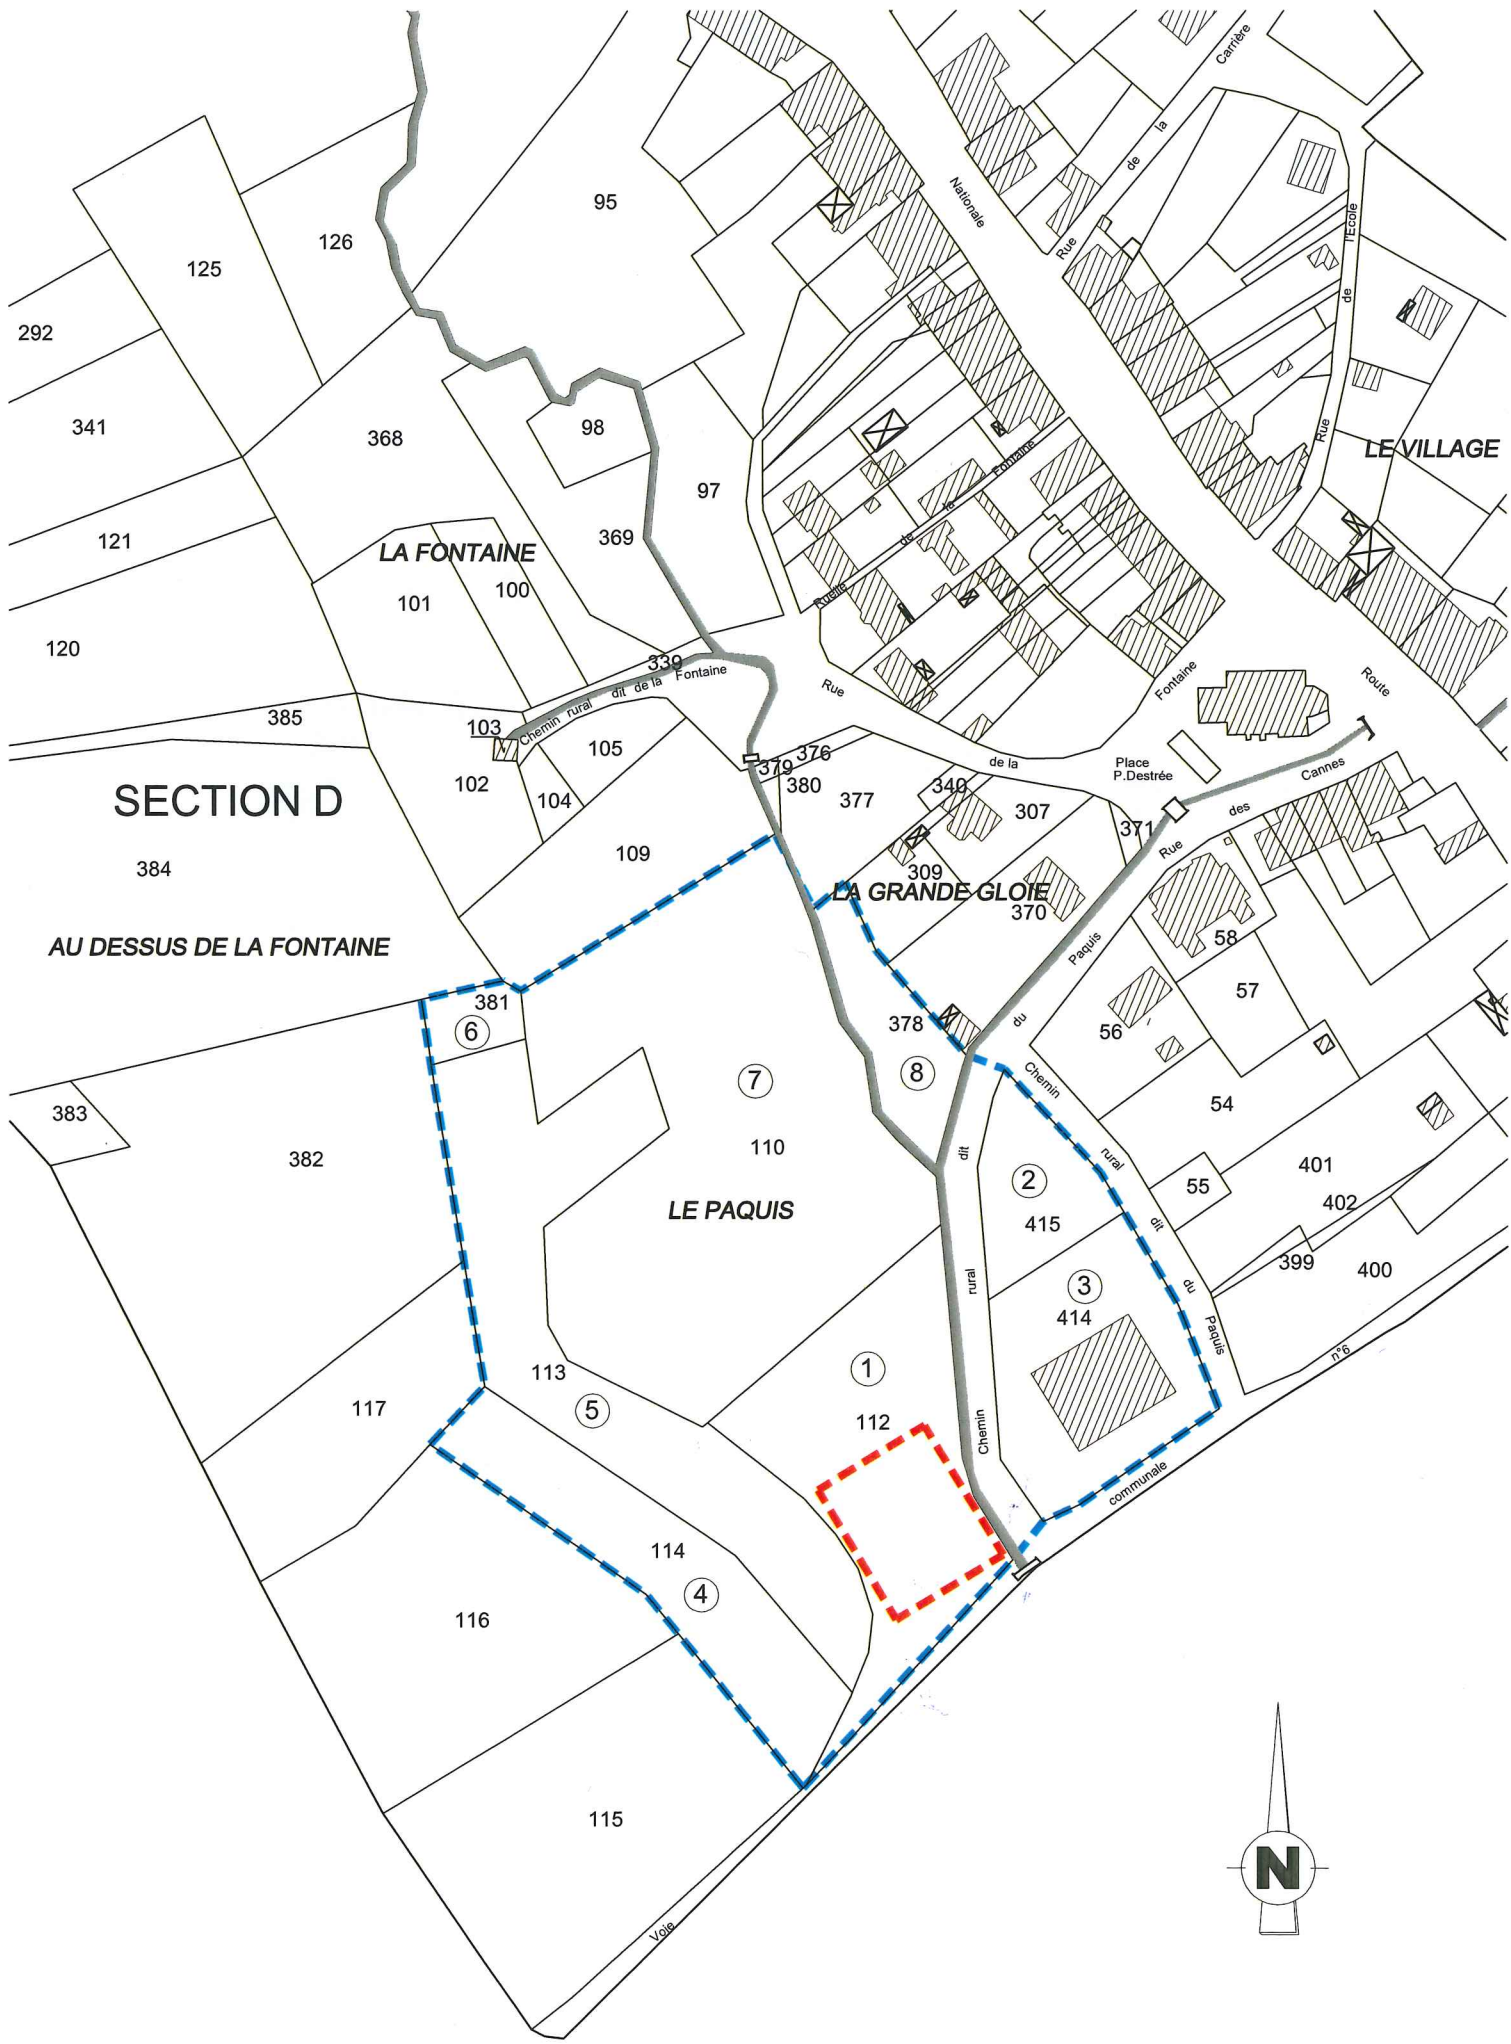 Carrière
la
de
Rue
Nationale
l'Ecole
de
Rue
95
126
125
292
341
368
98
97
LE VILLAGE
121
369
LA FONTAINE
101
100
120
Ruelle de la Fontaine
339
Chemin rural dit de la Fontaine
385
103
105
102
104
Rue de la Fontaine
Route
Place
P.Destrée
Rue des Cannes
376
379
380
377
340
307
371
SECTION D
384
109
309
LA GRANDE GLOIE
370
58
57
56
AU DESSUS DE LA FONTAINE
381
6
378
8
7
110
LE PAQUIS
383
382
Chemin rural dit du Paquis
54
55
401
402
399
400
2
415
3
414
Chemin rural dit du Paquis
n°6
1
112
113
5
117
114
4
116
115
Voie communale
N